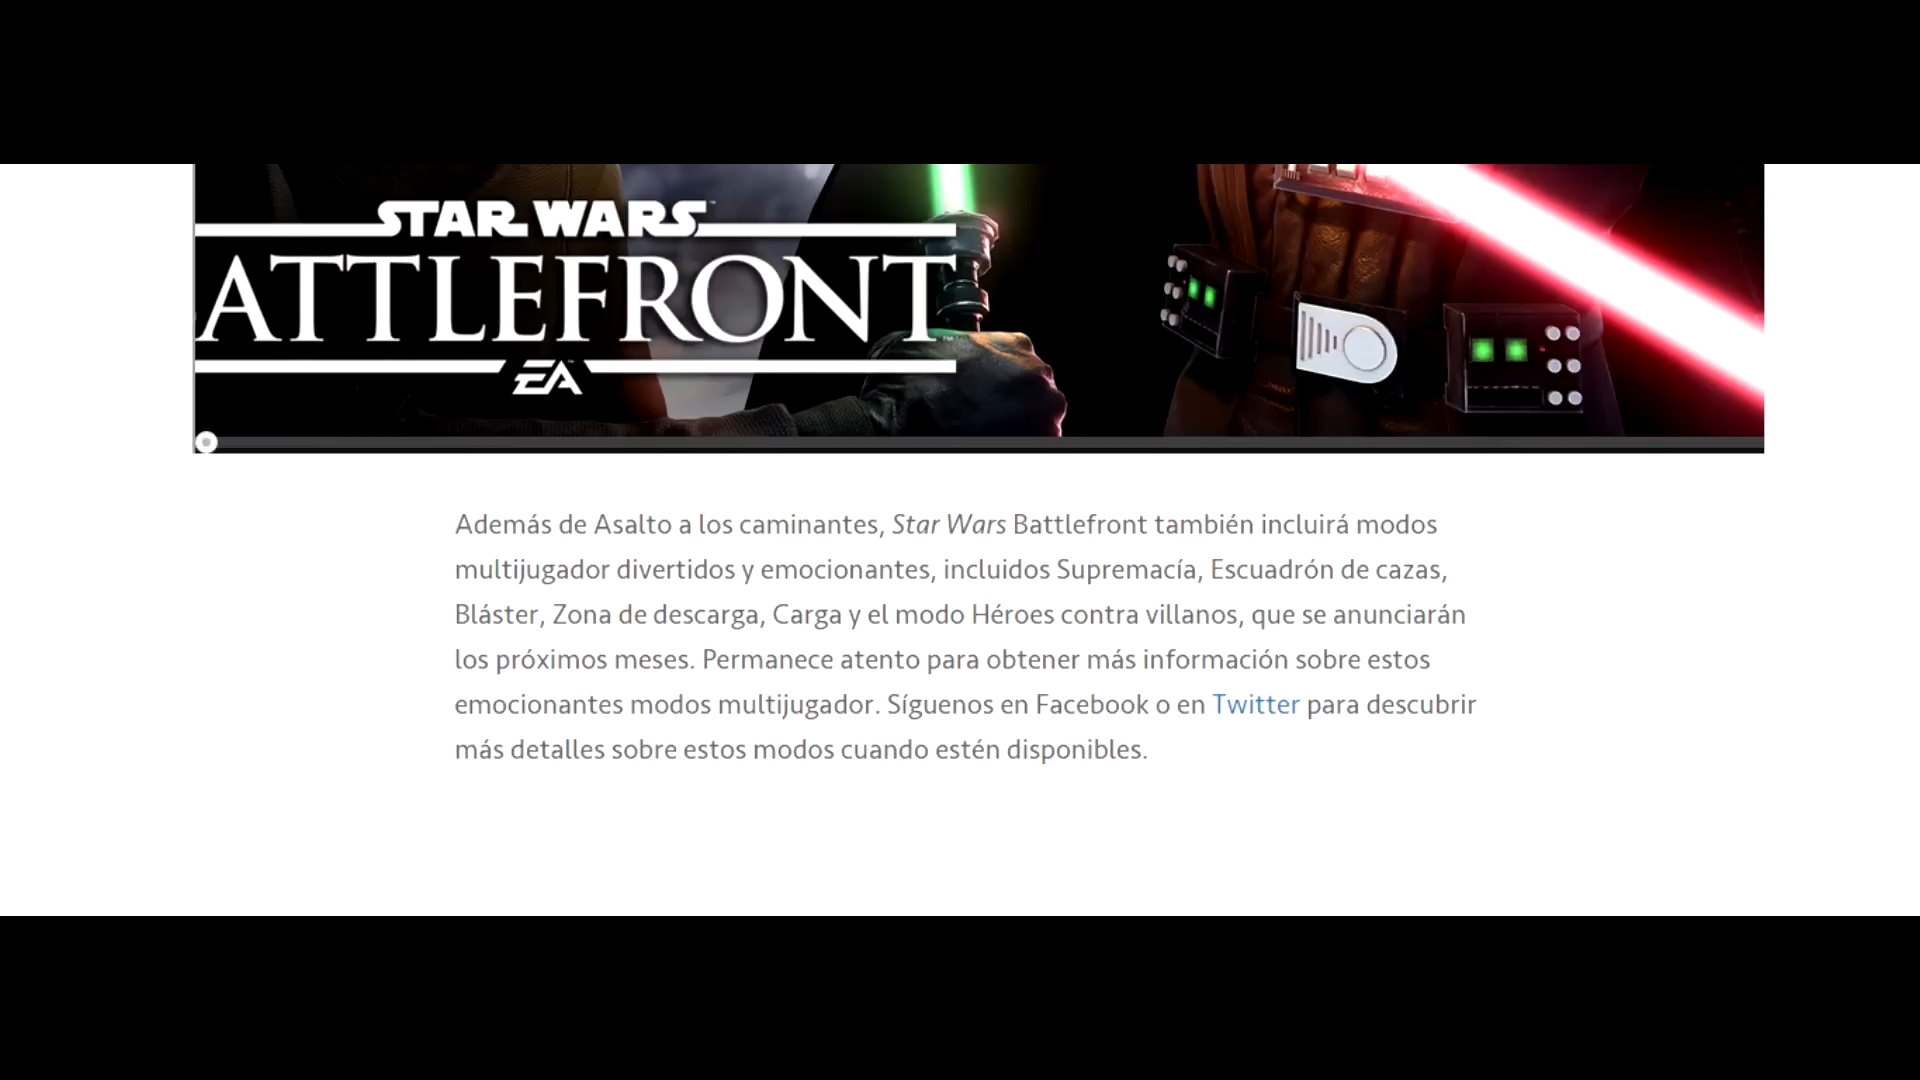 STAR WARS
ATTLEFRONT
EA
Además de Asalto a los caminantes, Star Wars Battlefront también incluirá modos
multijugador divertidos y emocionantes, incluidos Supremacía, Escuadrón de cazas,
Bláster, Zona de descarga, Carga y el modo Héroes contra villanos, que se anunciarán
los próximos meses. Permanece atento para obtener más información sobre estos
emocionantes modos multijugador. Síguenos en Facebook o en Twitter para descubrir
más detalles sobre estos modos cuando estén disponibles.